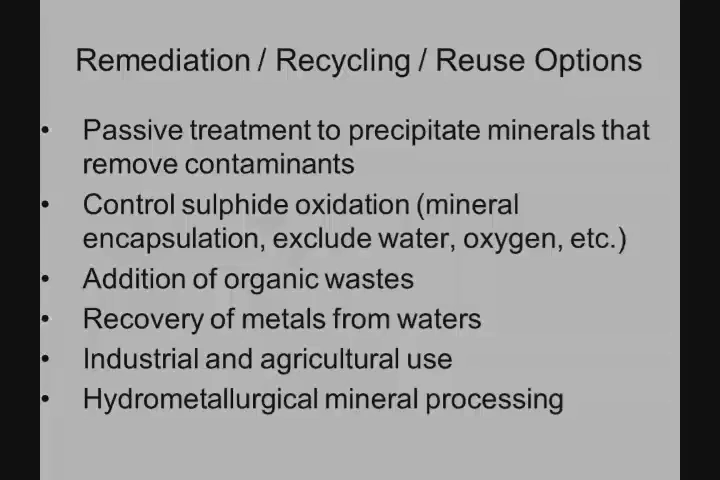 Remediation / Recycling / Reuse Options
• Passive treatment to precipitate minerals that
remove contaminants
• Control sulphide oxidation (mineral
encapsulation, exclude water, oxygen, etc.)
• Addition of organic wastes
• Recovery of metals from waters
• Industrial and agricultural use
• Hydrometallurgical mineral processing